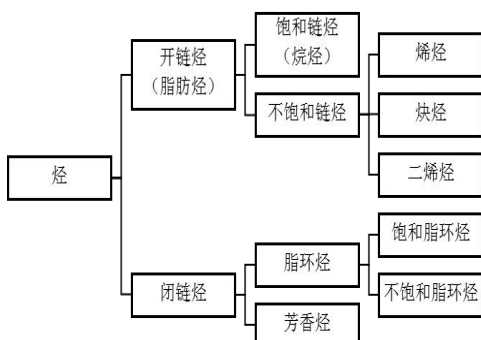 饱和链烃
（烷烃）
烯烃
开链烃
（脂肪烃）
不饱和链烃
炔烃
二烯烃
烃
饱和脂环烃
脂环烃
闭链烃
不饱和脂环烃
芳香烃